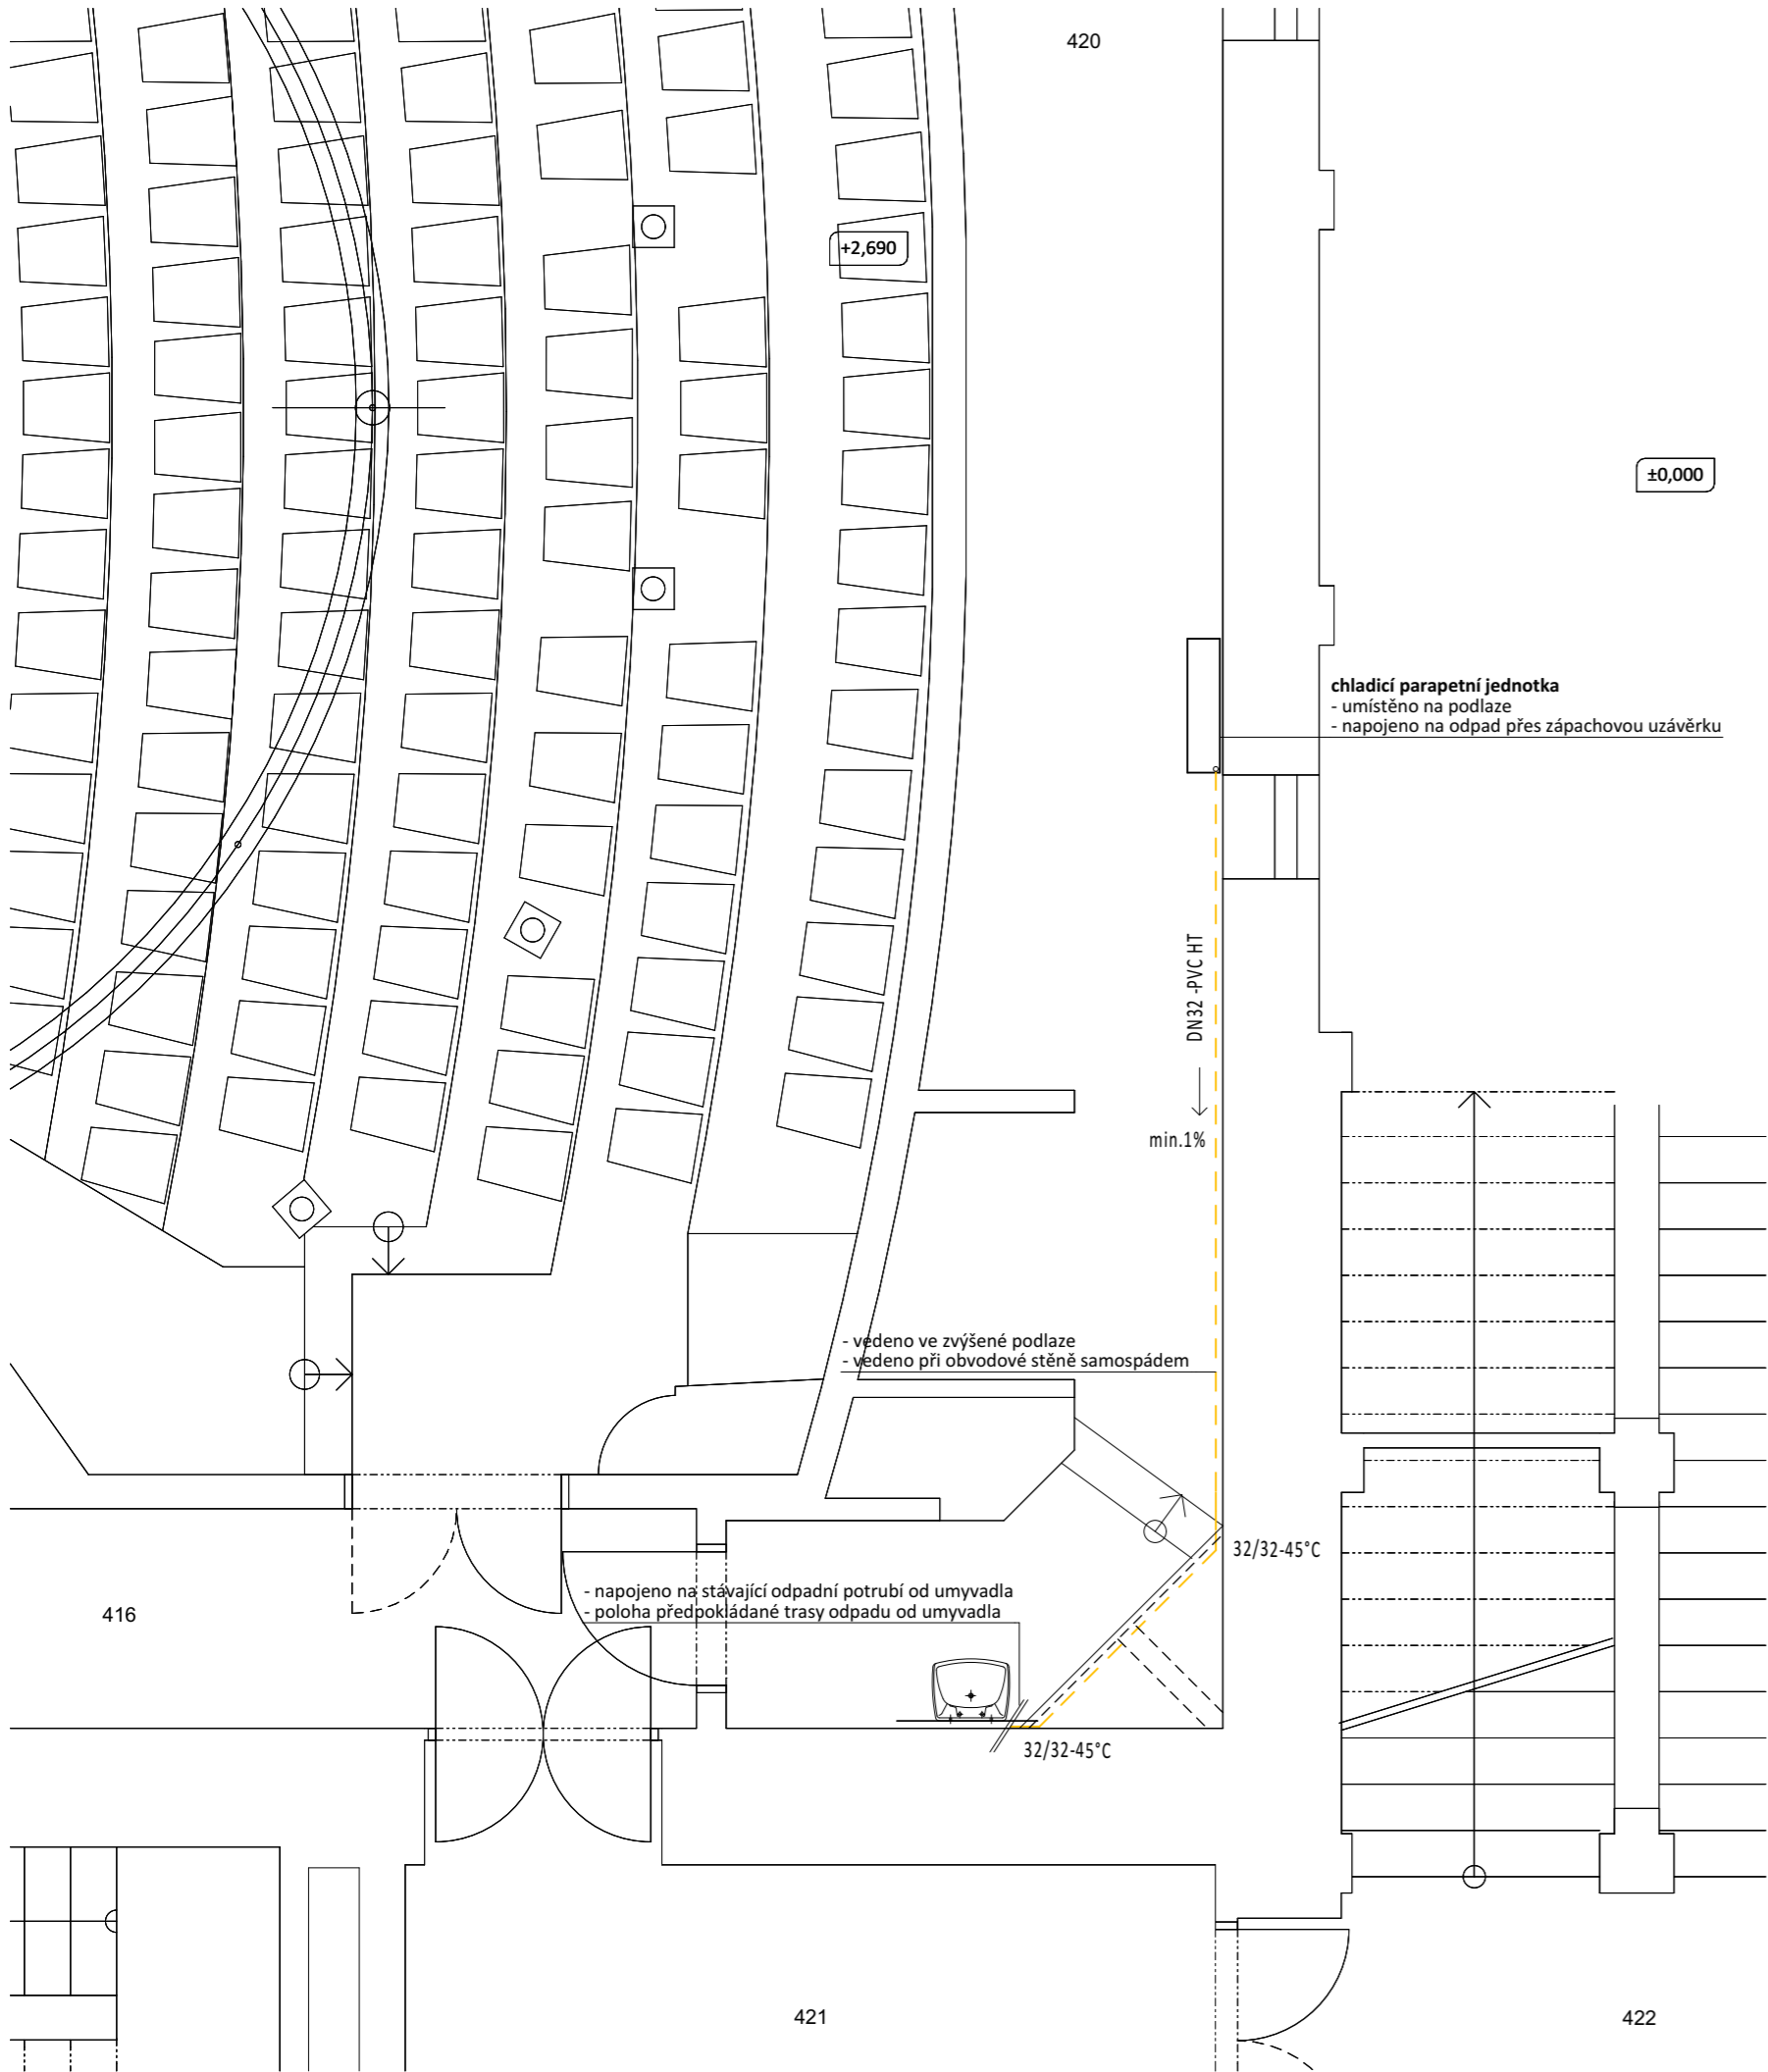 420
+2,690
±0,000
chladicí parapetní jednotka
- umístěno na podlaze
- napojeno na odpad přes zápachovou uzávěrku
DN32 -PVC HT
min.1%
- vedeno ve zvýšené podlaze
- vedeno při obvodové stěně samospádem
32/32-45°C
- napojeno na stávající odpadní potrubí od umyvadla
- poloha předpokládané trasy odpadu od umyvadla
416
32/32-45°C
421
422